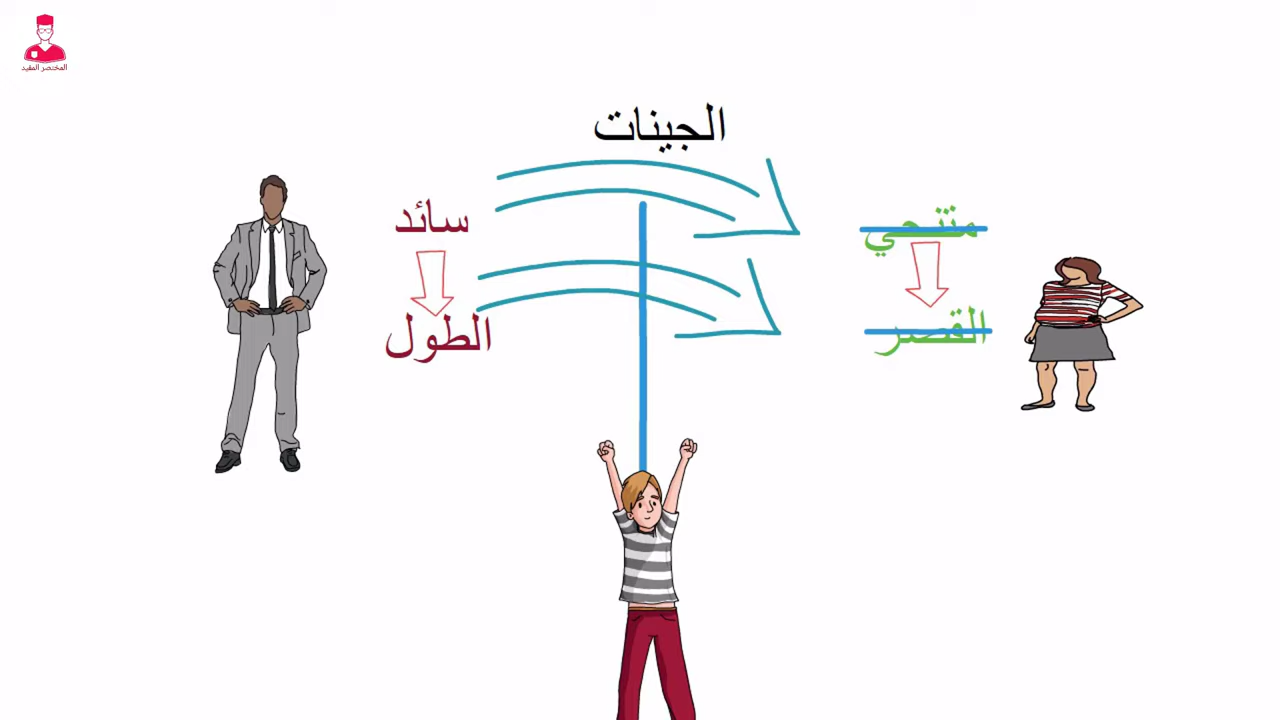 المختصر المفيد
الجينات
سائد
متنحي
الطول
القصر